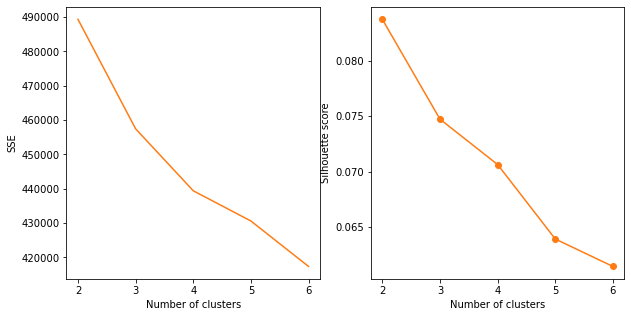 490000
480000
470000
460000
450000
440000
430000
420000
SSE
2 3 4 5 6
Number of clusters
0.080
0.075
0.070
0.065
Silhouette score
2 3 4 5 6
Number of clusters